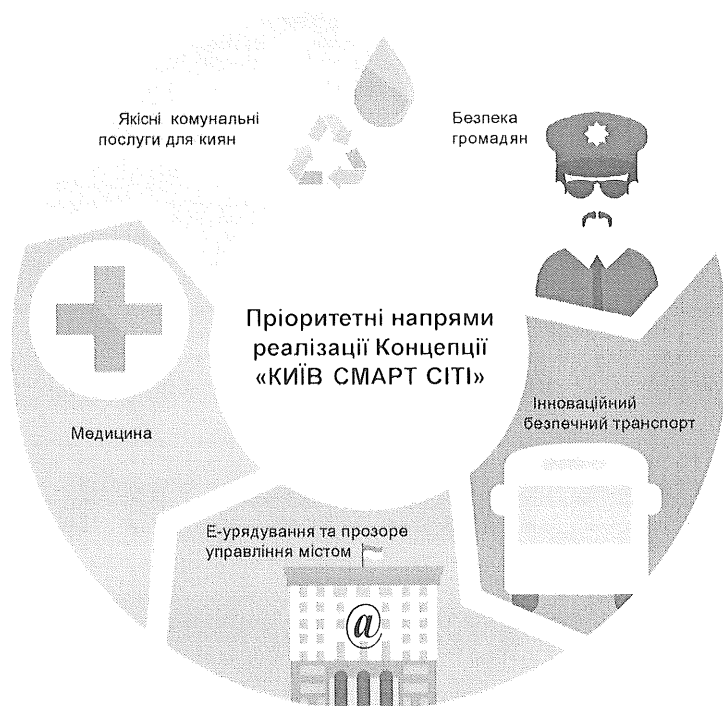 Якісні комунальні
послуги для киян
Безпека
громадян
Пріоритетні напрями
реалізації Концепції
«КИЇВ СМАРТ СІТІ»
Інноваційний
безпечний транспорт
Медицина
Е-урядування та прозоре
управління містом
@